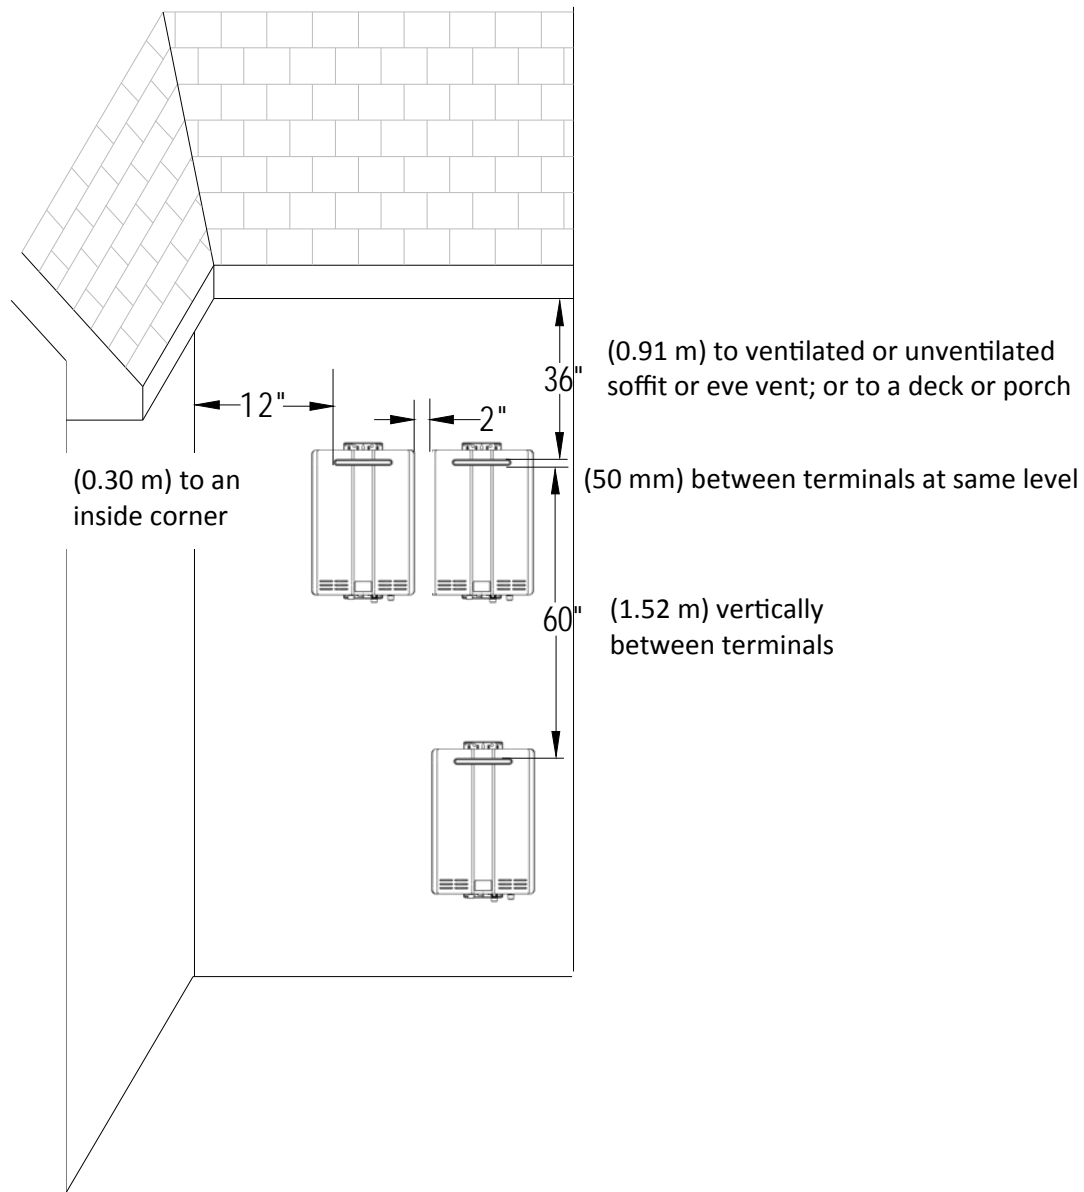 (0.91 m) to ventilated or unventilated
36"
soffit or eve vent; or to a deck or porch
12"
2"
(0.30 m) to an
inside corner
(50 mm) between terminals at same level
60"
(1.52 m) vertically
between terminals